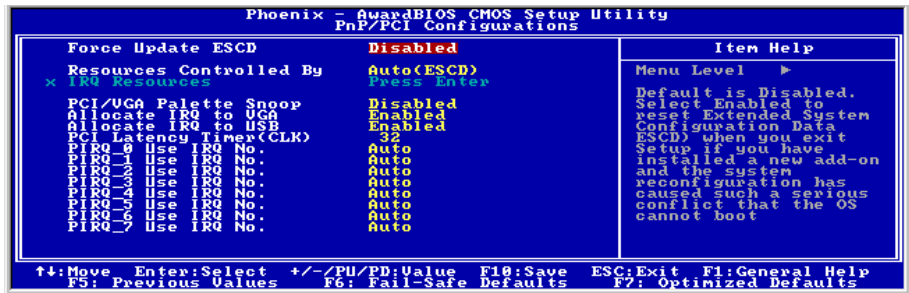 Phoenix - AwardBIOS CMOS Setup Utility
PnP/PCI Configurations
Force Update ESCD Disabled
Resources Controlled By Auto(ESCD)
x IRQ Resources Press Enter
PCI/VGA Palette Snoop Disabled
Allocate IRQ to VGA Enabled
Allocate IRQ to USB Enabled
PCI Latency Timer(CLK) 32
PIRQ_0 Use IRQ No. Auto
PIRQ_1 Use IRQ No. Auto
PIRQ_2 Use IRQ No. Auto
PIRQ_3 Use IRQ No. Auto
PIRQ_4 Use IRQ No. Auto
PIRQ_5 Use IRQ No. Auto
PIRQ_6 Use IRQ No. Auto
PIRQ_7 Use IRQ No. Auto
Item Help
Menu Level ▶
Default is Disabled.
Select Enabled to
reset Extended System
Configuration Data
ESCD) when you exit
Setup if you have
installed a new add-on
and the system
reconfiguration has
caused such a serious
conflict that the OS
cannot boot
↑↓:Move Enter:Select +/-/PU/PD:Value F10:Save ESC:Exit F1:General Help
F5: Previous Values F6: Fail-Safe Defaults F7: Optimized Defaults